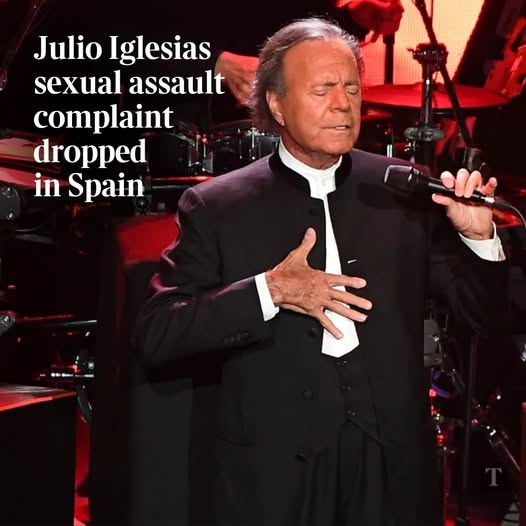 Julio Iglesias
sexual assault
complaint
dropped
in Spain
T